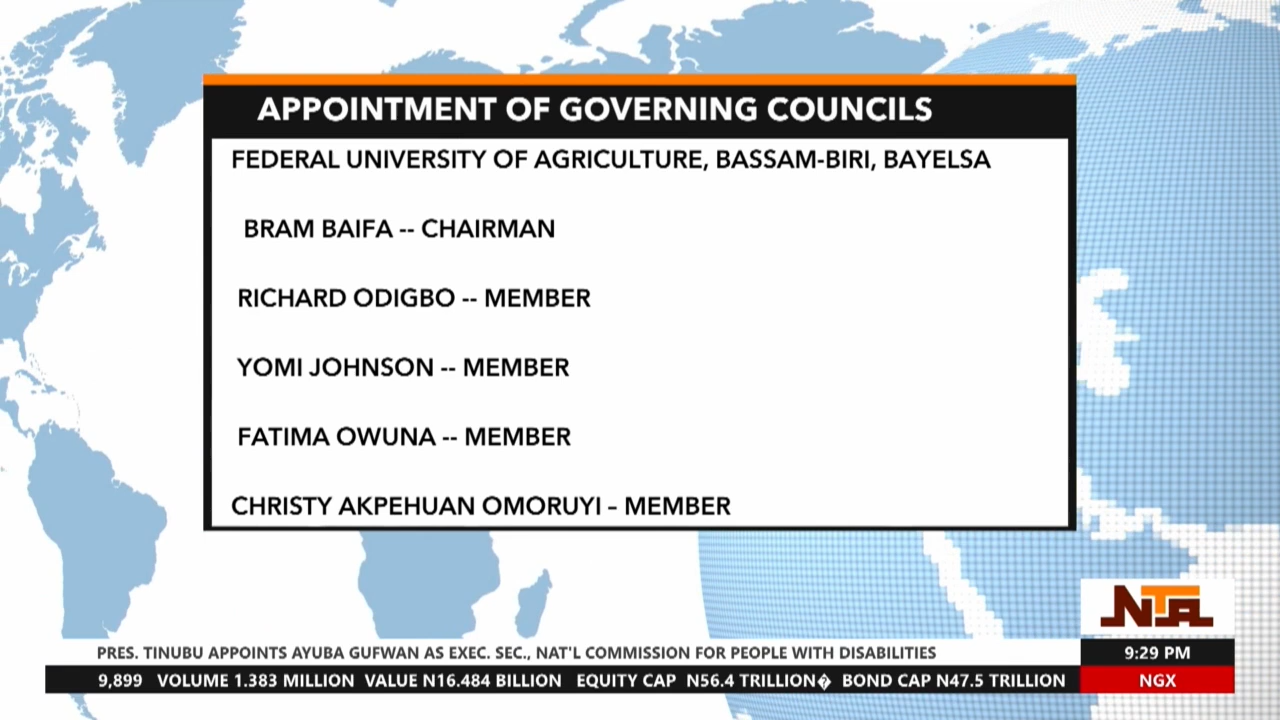 APPOINTMENT OF GOVERNING COUNCILS
FEDERAL UNIVERSITY OF AGRICULTURE, BASSAM-BIRI, BAYELSA
BRAM BAIFA -- CHAIRMAN
RICHARD ODIGBO -- MEMBER
YOMI JOHNSON -- MEMBER
FATIMA OWUNA -- MEMBER
CHRISTY AKPEHUAN OMORUYI – MEMBER
NTA
PRES. TINUBU APPOINTS AYUBA GUFWAN AS EXEC. SEC., NAT'L COMMISSION FOR PEOPLE WITH DISABILITIES
9:29 PM
9,899 VOLUME 1.383 MILLION VALUE N16.484 BILLION EQUITY CAP N56.4 TRILLION� BOND CAP N47.5 TRILLION
NGX